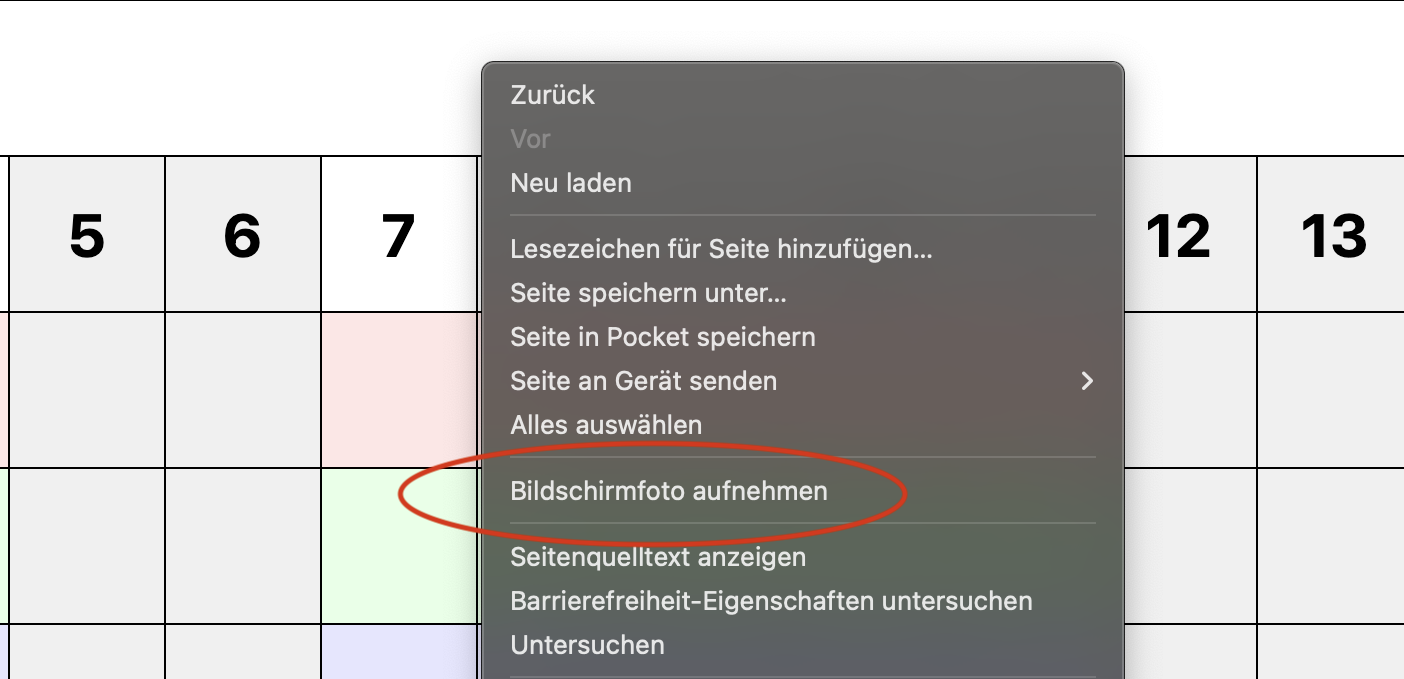 Zurück
Vor
Neu laden
5 6 7 12 13
Lesezeichen für Seite hinzufügen...
Seite speichern unter...
Seite in Pocket speichern
Seite an Gerät senden
Alles auswählen
Bildschirmfoto aufnehmen
Seitenquelltext anzeigen
Barrierefreiheit-Eigenschaften untersuchen
Untersuchen